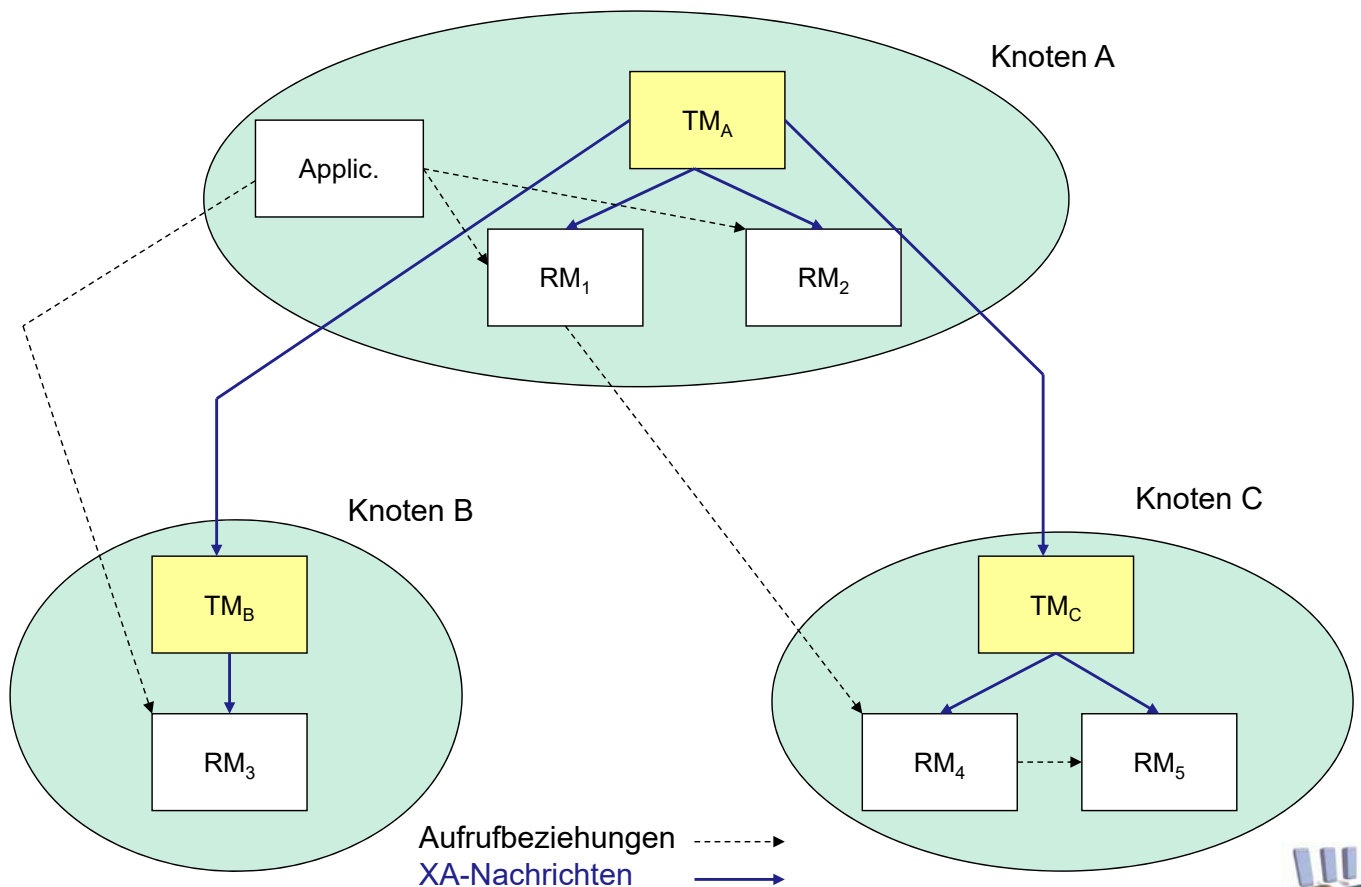 Knoten A
TMA
Applic.
RM1
RM2
Knoten B
Knoten C
TMB
TMC
RM3
RM4
RM5
Aufrufbeziehungen
XA-Nachrichten